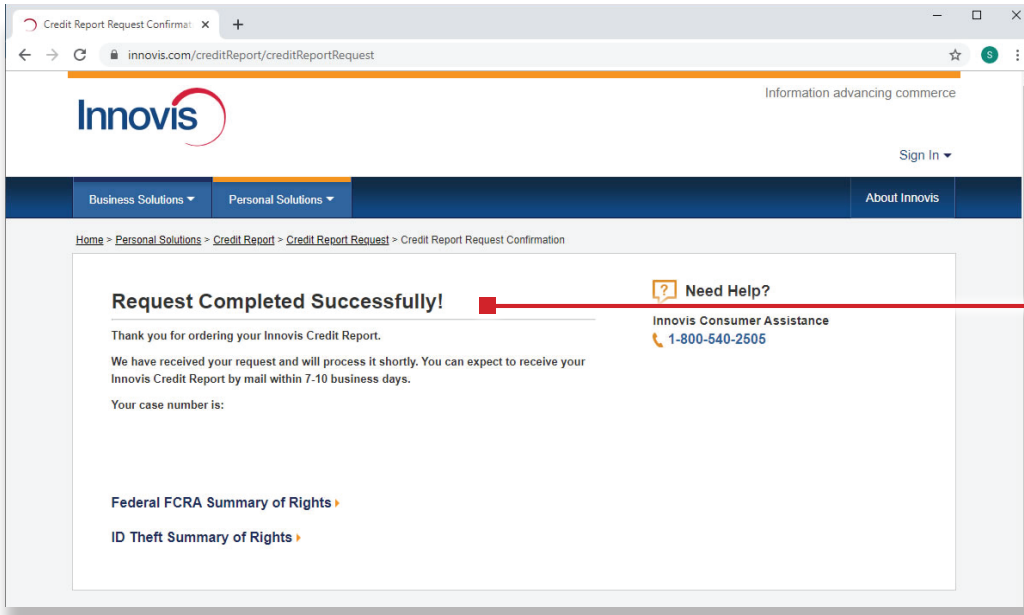 Credit Report Request Confirmat
innovis.com/creditReport/creditReportRequest
S
Innovis
Information advancing commerce
Sign In
Business Solutions
Personal Solutions
About Innovis
Home > Personal Solutions > Credit Report > Credit Report Request > Credit Report Request Confirmation
Request Completed Successfully!
Thank you for ordering your Innovis Credit Report.
We have received your request and will process it shortly. You can expect to receive your
Innovis Credit Report by mail within 7-10 business days.
Your case number is:
Federal FCRA Summary of Rights
ID Theft Summary of Rights
? Need Help?
Innovis Consumer Assistance
1-800-540-2505